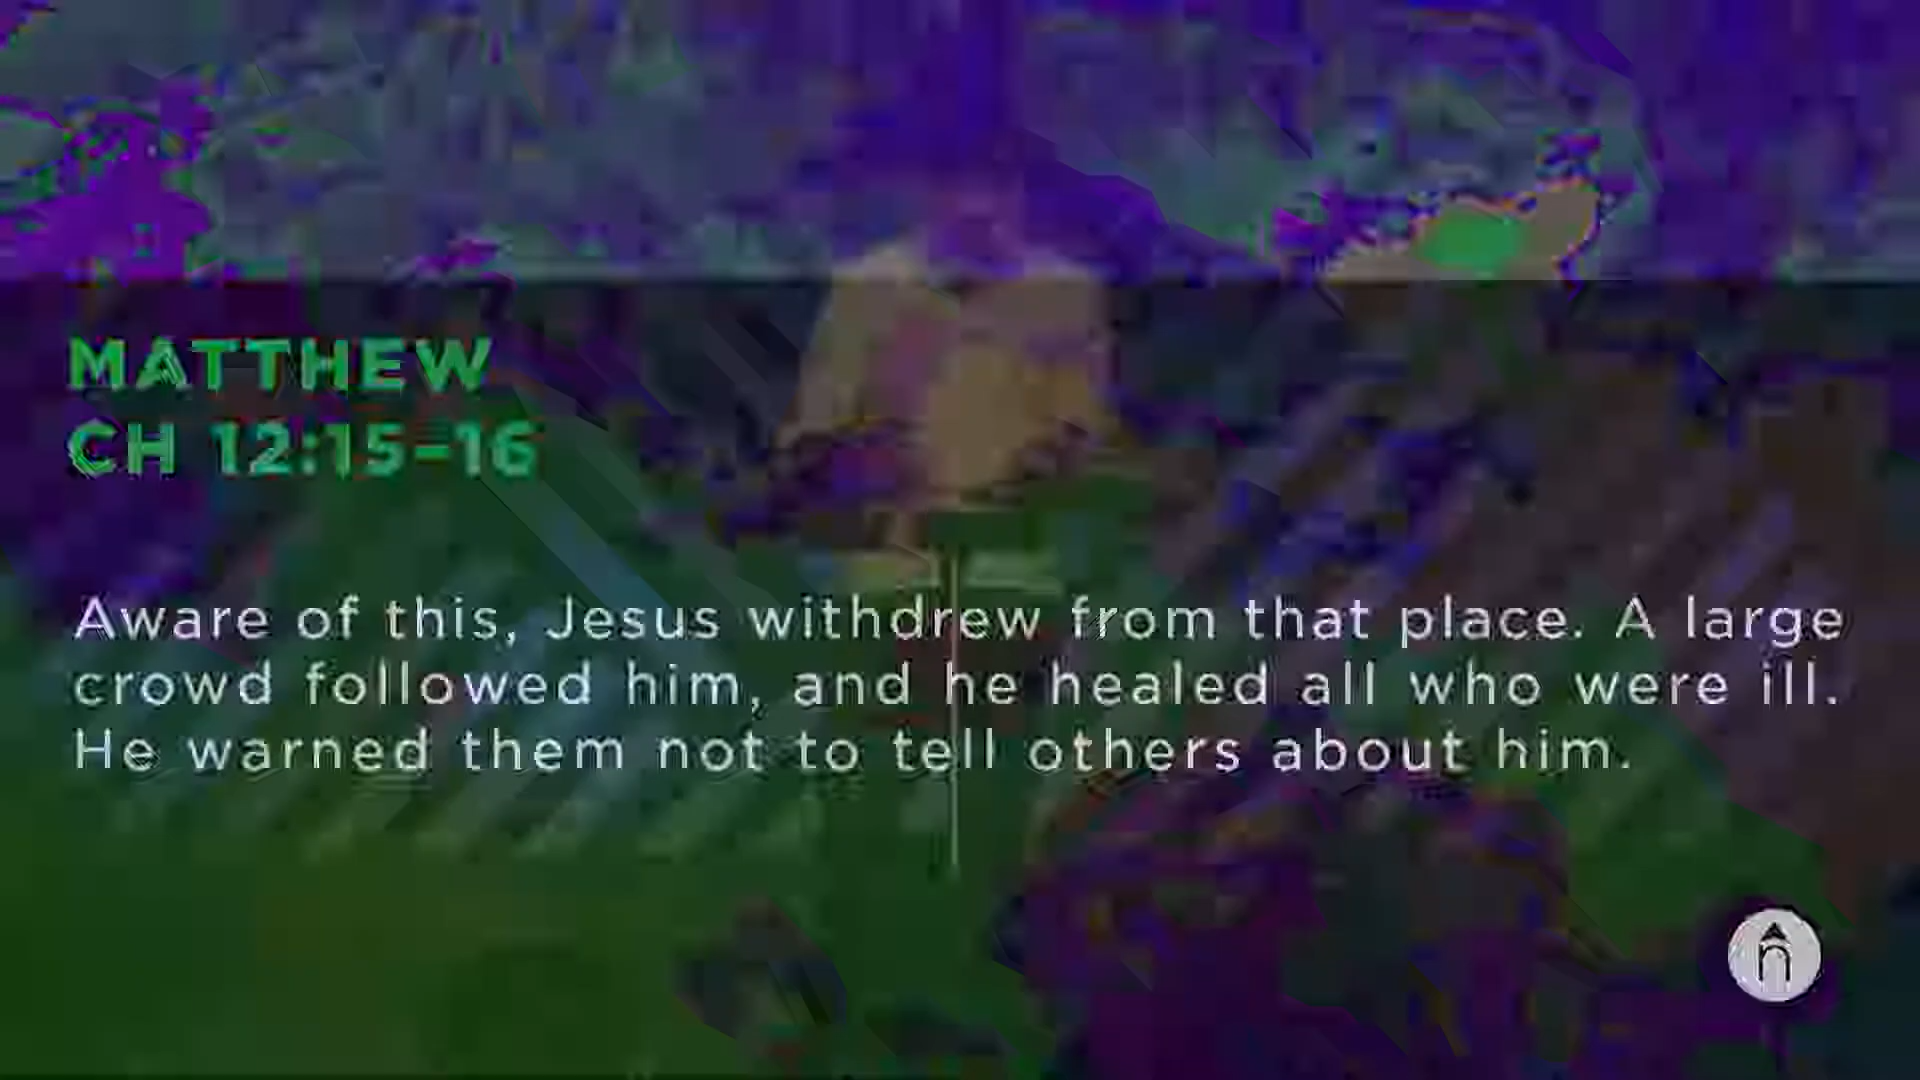 MATTHEW
CH 12:15-16
Aware of this, Jesus withdrew from that place. A large
crowd followed him, and he healed all who were ill.
He warned them not to tell others about him.